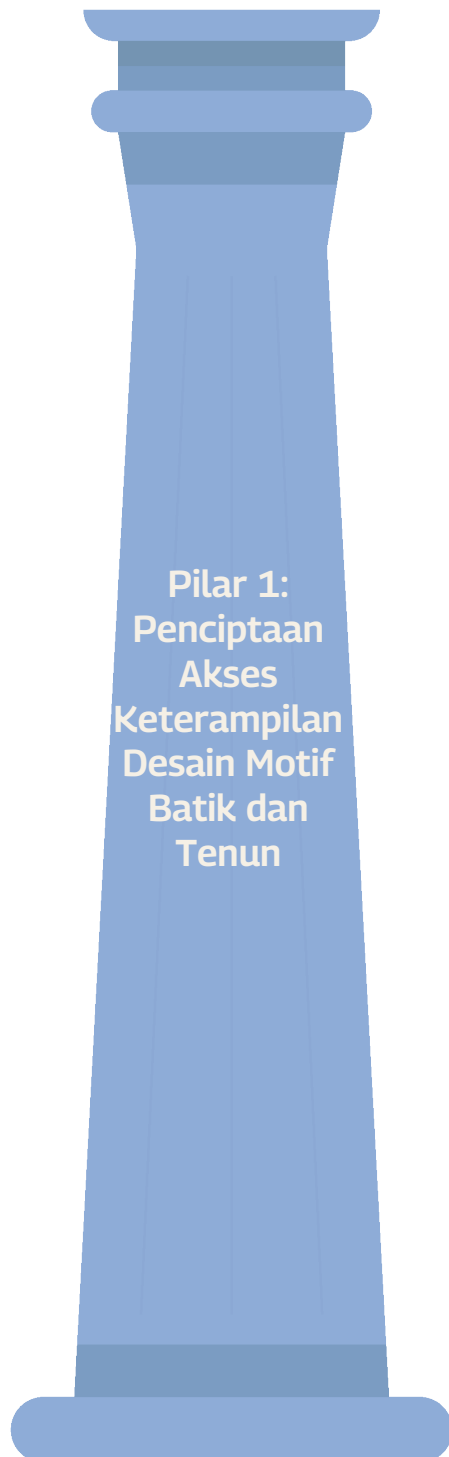 Pilar 1:
Penciptaan
Akses
Keterampilan
Desain Motif
Batik dan
Tenun